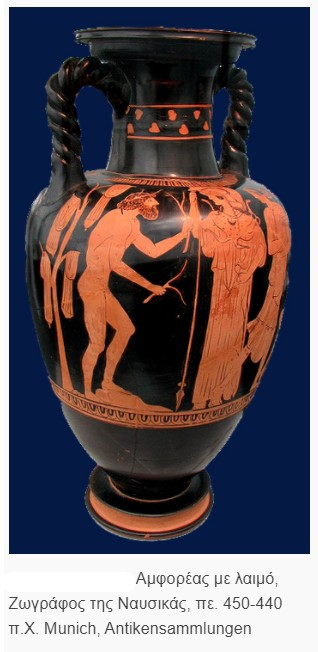 Αμφορέας με λαιμό,
Ζωγράφος της Ναυσικάς, πε. 450-440
π.Χ. Munich, Antikensammlungen